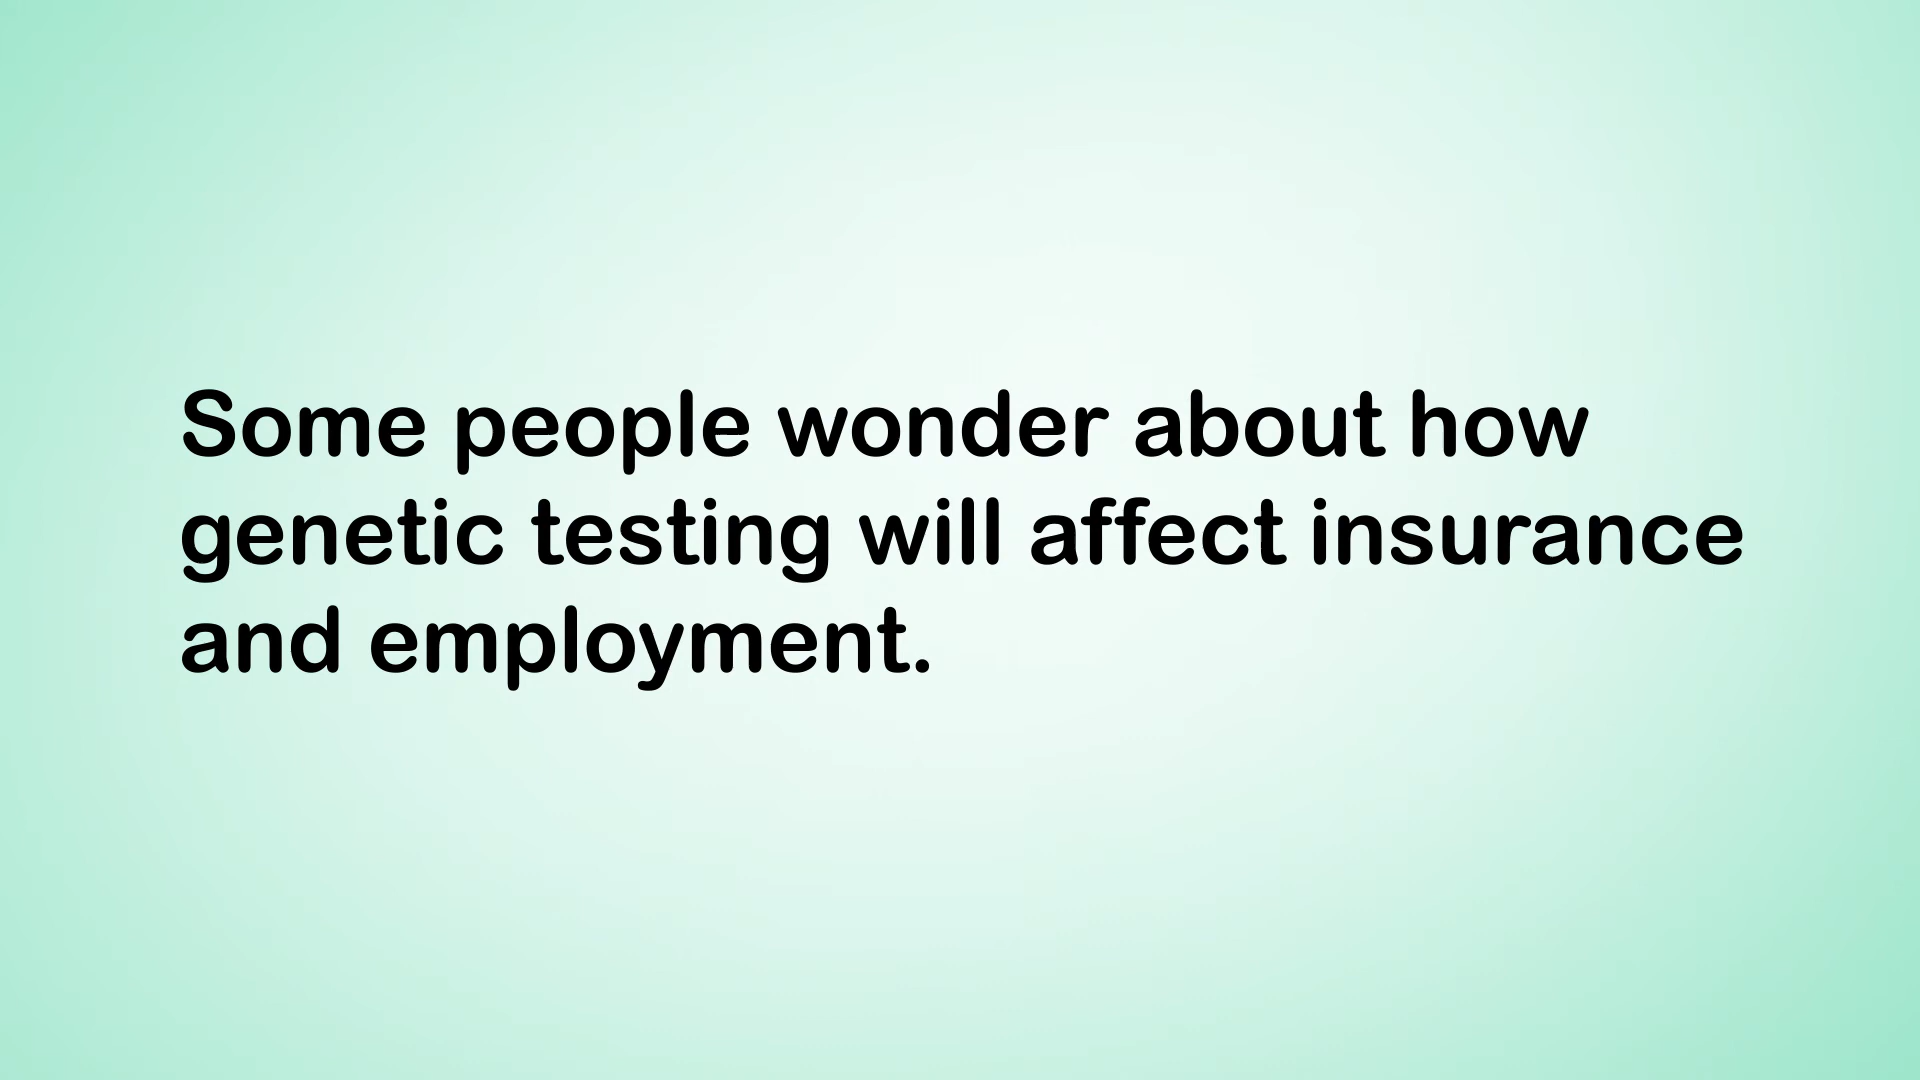 Some people wonder about how
genetic testing will affect insurance
and employment.